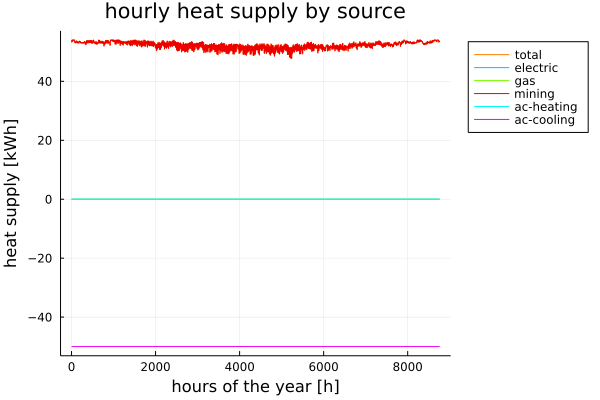 hourly heat supply by source
heat supply [kWh]
40
20
0
−20
−40
0 2000 4000 6000 8000
hours of the year [h]
total
electric
gas
mining
ac-heating
ac-cooling